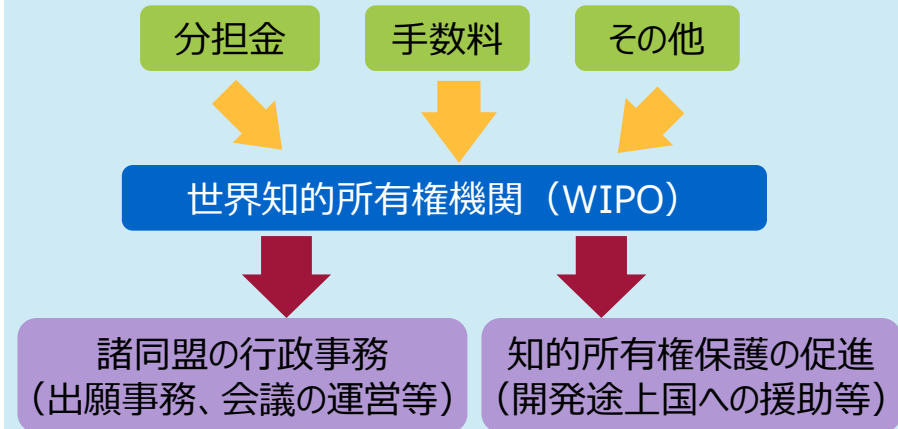 分担金
手数料
その他
世界知的所有権機関（WIPO）
諸同盟の行政事務
（出願事務、会議の運営等）
知的所有権保護の促進
（開発途上国への援助等）